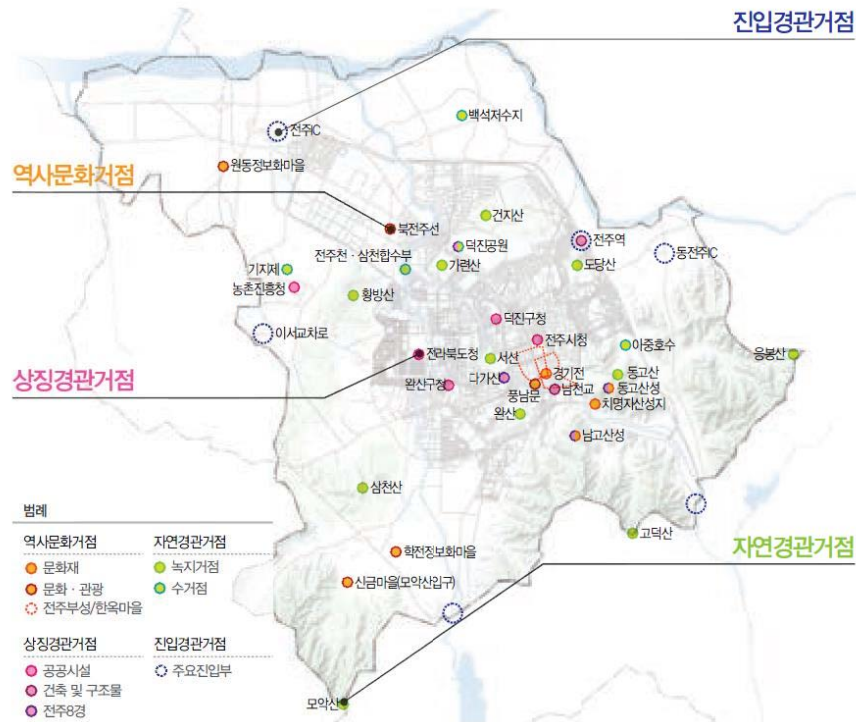 진입경관거점
백석저수지
전주IC
원동정보화마을
역사문화거점
건지산
북전주선
덕진공원
전주역
동전주IC
전주천 · 삼천합수부
가련산
도당산
기지제
농촌진흥청
황방산
덕진구청
이서교차로
전주시청
아중호수
전라북도청
서산
응봉산
상징경관거점
경기전
동고산
다가산
완산구청
풍남문
남천교
동고산성
치명자산성지
완산
남고산성
삼천산
고덕산
자연경관거점
학전정보화마을
신금마을(모악산입구)
모악산
범례
역사문화거점
문화재
문화 · 관광
전주부성/한옥마을
자연경관거점
녹지거점
수거점
상징경관거점
공공시설
건축 및 구조물
전주8경
진입경관거점
주요진입부